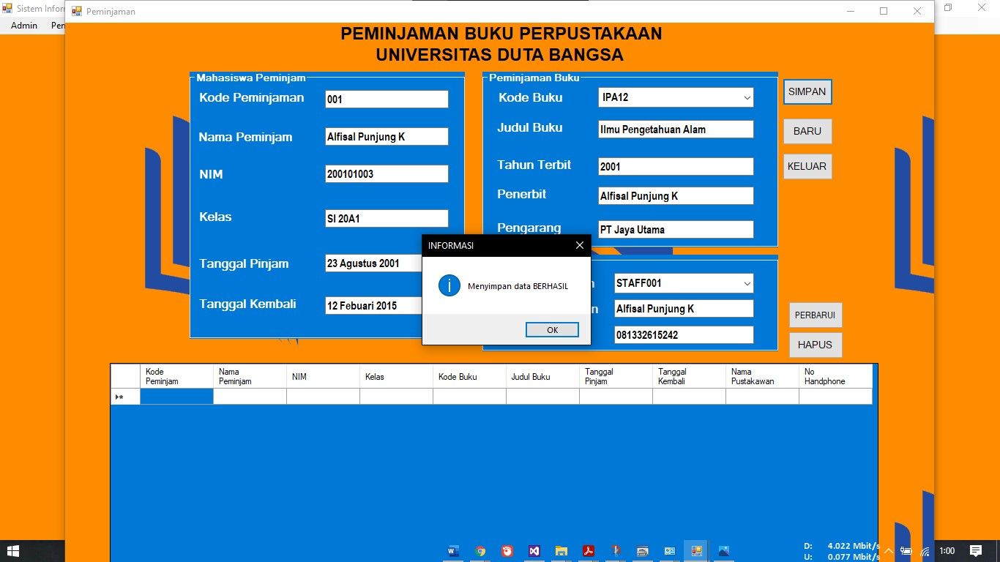 Sistem Infor
Peminjaman
Admin
Pen
PEMINJAMAN BUKU PERPUSTAKAAN
UNIVERSITAS DUTA BANGSA
Mahasiswa Peminjam
Kode Peminjaman
001
Nama Peminjam
Alfisal Punjung K
NIM
200101003
Kelas
SI 20A1
Tanggal Pinjam
23 Agustus 2001
Tanggal Kembali
12 Febuari 2015
Peminjaman Buku
Kode Buku
IPA12
Judul Buku
Ilmu Pengetahuan Alam
Tahun Terbit
2001
Penerbit
Alfisal Punjung K
Pengarang
PT Jaya Utama
STAFF001
n
Alfisal Punjung K
081332615242
SIMPAN
BARU
KELUAR
PERBARUI
HAPUS
INFORMASI
Menyimpan data BERHASIL
OK
Kode
Peminjam
Nama
Peminjam
NIM
Kelas
Kode Buku
Judul Buku
Tanggal
Pinjam
Tanggal
Kembali
Nama
Pustakawan
No
Handphone
D: 4.022 Mbit/s
U: 0.077 Mbit/s
1:00